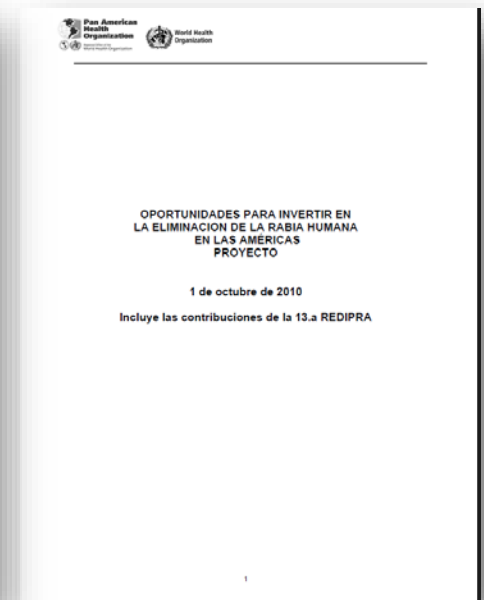 Pan American
Health
Organization
World Health
Organization
OPORTUNIDADES PARA INVERTIR EN
LA ELIMINACION DE LA RABIA HUMANA
EN LAS AMÉRICAS
PROYECTO
1 de octubre de 2010
Incluye las contribuciones de la 13.a REDIPRA
1